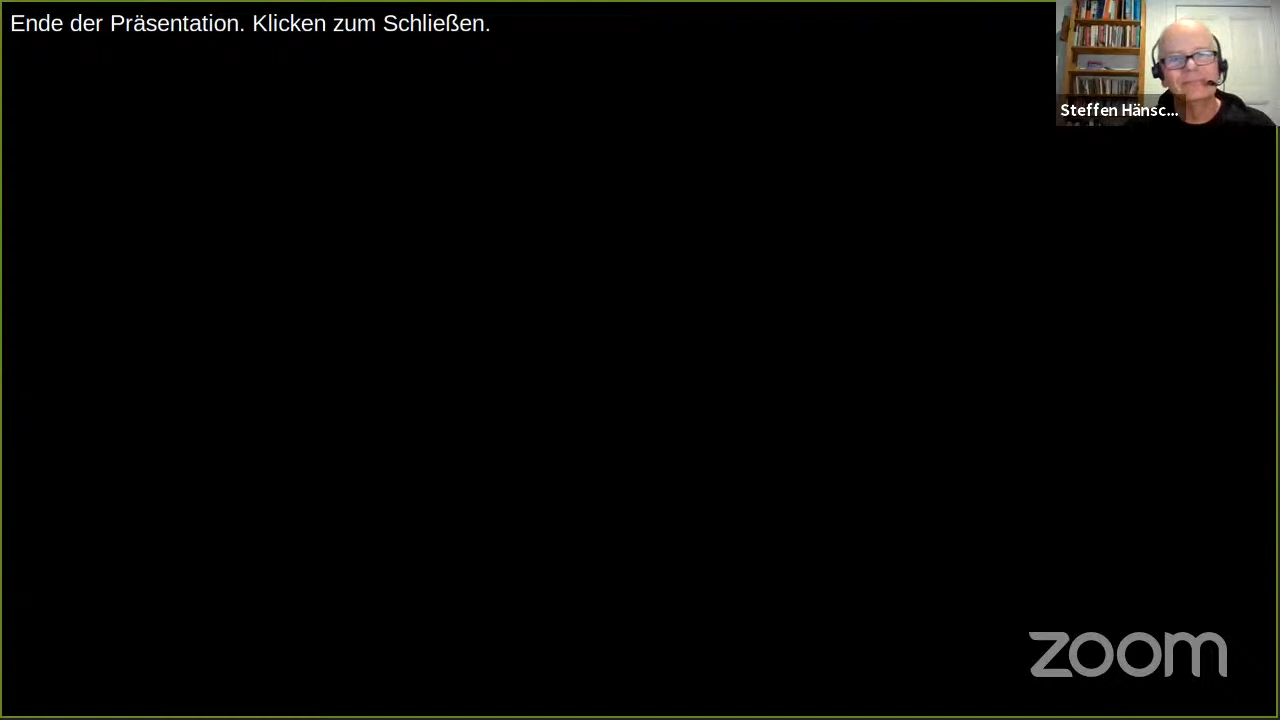 Ende der Präsentation. Klicken zum Schließen.
Steffen Hänsc...
zoom